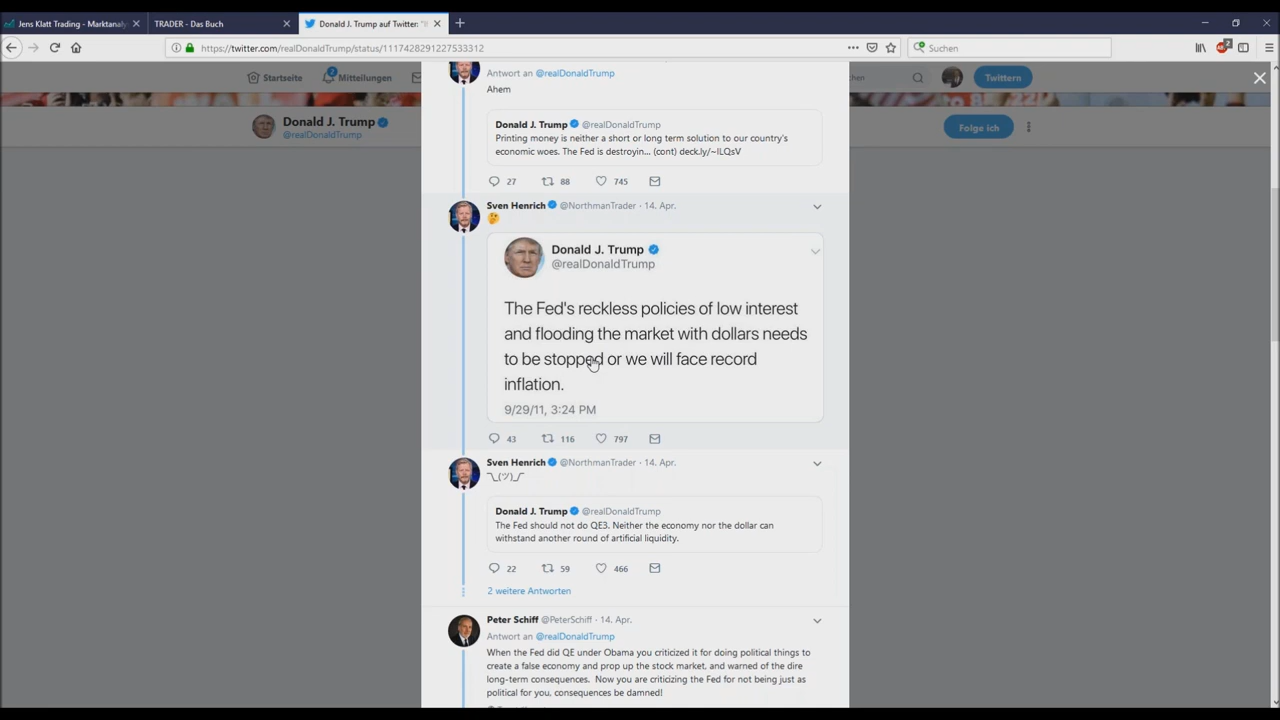 Jens Klatt Trading - Marktanaly
TRADER - Das Buch
Donald J. Trump auf Twitter: "It
https://twitter.com/realDonaldTrump/status/1117428291227533312
Suchen
2
Startseite
2
Mitteilungen
chen
Twittern
Donald J. Trump
@realDonaldTrump
Folge ich
Antwort an @realDonaldTrump
Ahem
Donald J. Trump @realDonaldTrump
Printing money is neither a short or long term solution to our country's
economic woes. The Fed is destroyin... (cont) deck.ly/~ILQsV
27 88 745
Sven Henrich @NorthmanTrader · 14. Apr.
🤔
Donald J. Trump
@realDonaldTrump
The Fed's reckless policies of low interest
and flooding the market with dollars needs
to be stopped or we will face record
inflation.
9/29/11, 3:24 PM
43 116 797
Sven Henrich @NorthmanTrader · 14. Apr.
¯\_(ツ)_/¯
Donald J. Trump @realDonaldTrump
The Fed should not do QE3. Neither the economy nor the dollar can
withstand another round of artificial liquidity.
22 59 466
2 weitere Antworten
Peter Schiff @PeterSchiff · 14. Apr.
Antwort an @realDonaldTrump
When the Fed did QE under Obama you criticized it for doing political things to
create a false economy and prop up the stock market, and warned of the dire
long-term consequences. Now you are criticizing the Fed for not being just as
political for you, consequences be damned!